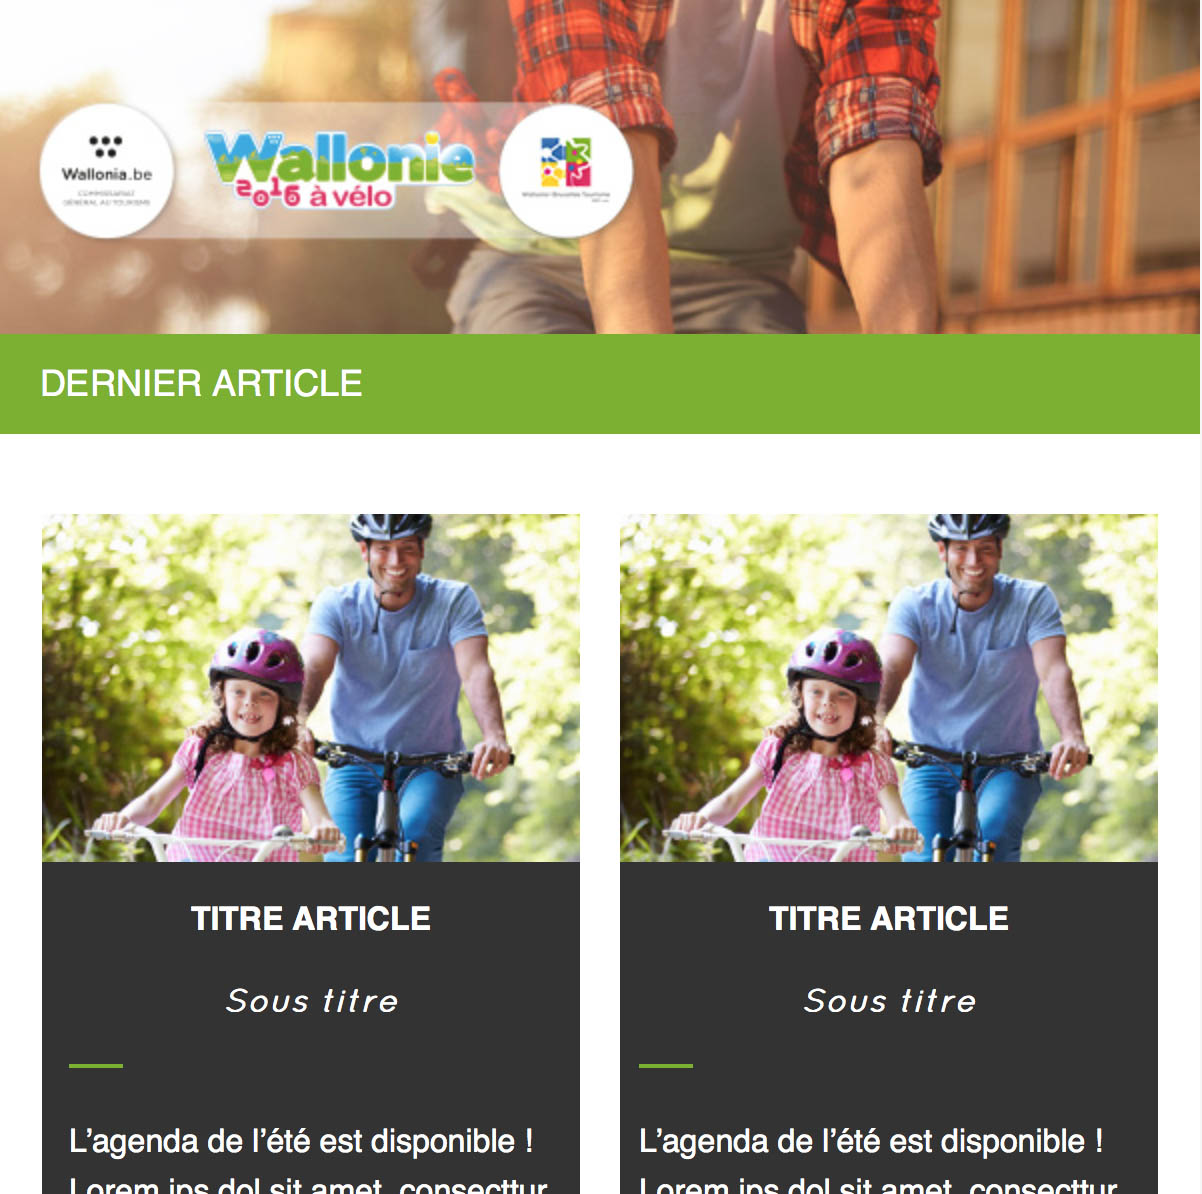 Wallonia.be
COMMISSARIAT
GÉNÉRAL AU TOURISME
Wallonie
2016 à vélo
Wallonie-Bruxelles Tourisme
DERNIER ARTICLE
TITRE ARTICLE
Sous titre
L’agenda de l’été est disponible !
Lorem ips dol sit amet, consecttur
TITRE ARTICLE
Sous titre
L’agenda de l’été est disponible !
Lorem ips dol sit amet, consecttur